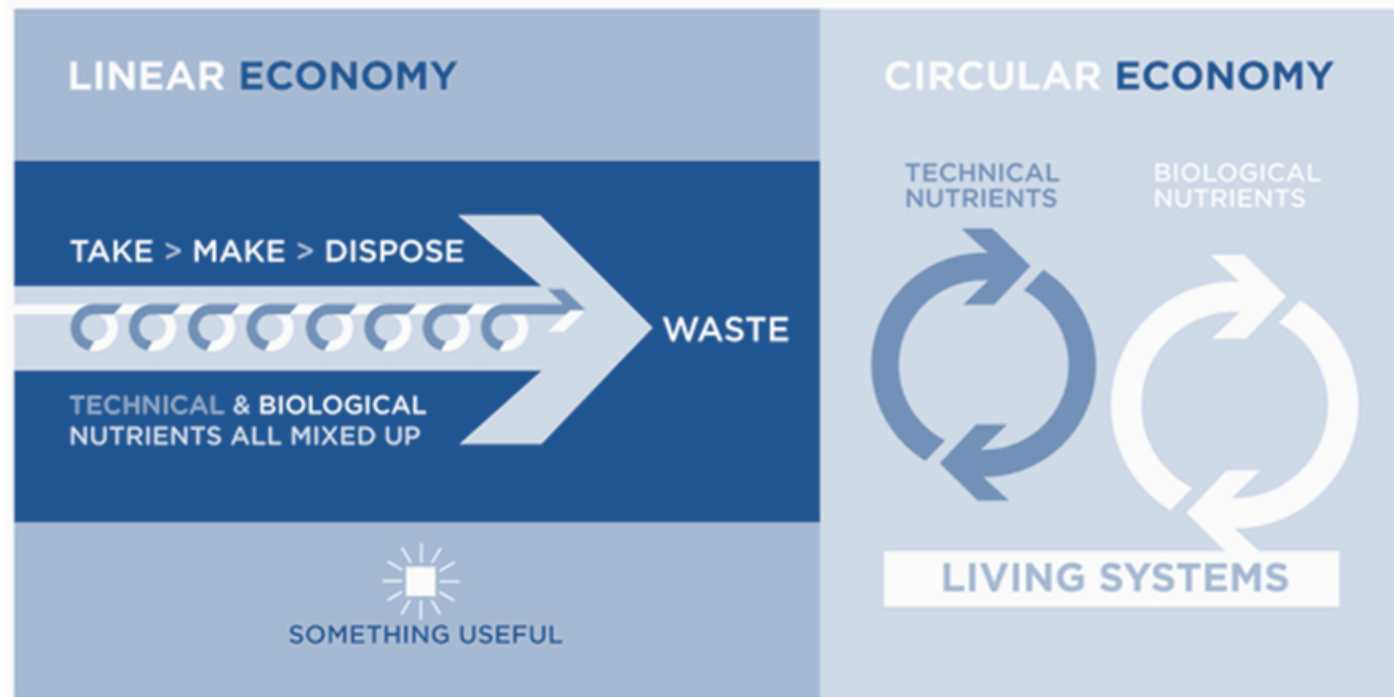 LINEAR ECONOMY
TAKE > MAKE > DISPOSE
WASTE
TECHNICAL & BIOLOGICAL
NUTRIENTS ALL MIXED UP
SOMETHING USEFUL
CIRCULAR ECONOMY
TECHNICAL
NUTRIENTS
BIOLOGICAL
NUTRIENTS
LIVING SYSTEMS